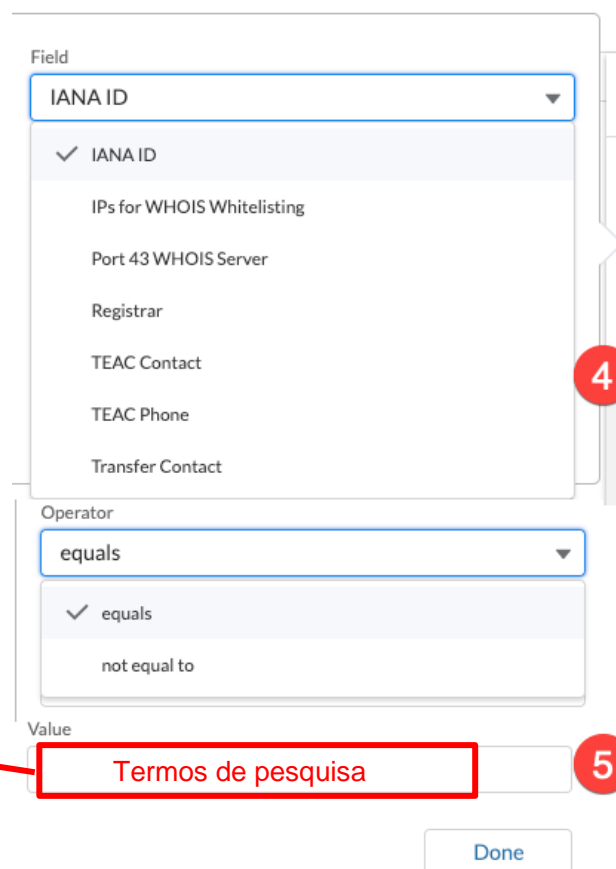 Field
IANA ID
IANA ID
IPs for WHOIS Whitelisting
Port 43 WHOIS Server
Registrar
TEAC Contact
4
TEAC Phone
Transfer Contact
Operator
equals
equals
not equal to
Value
Termos de pesquisa
5
Done